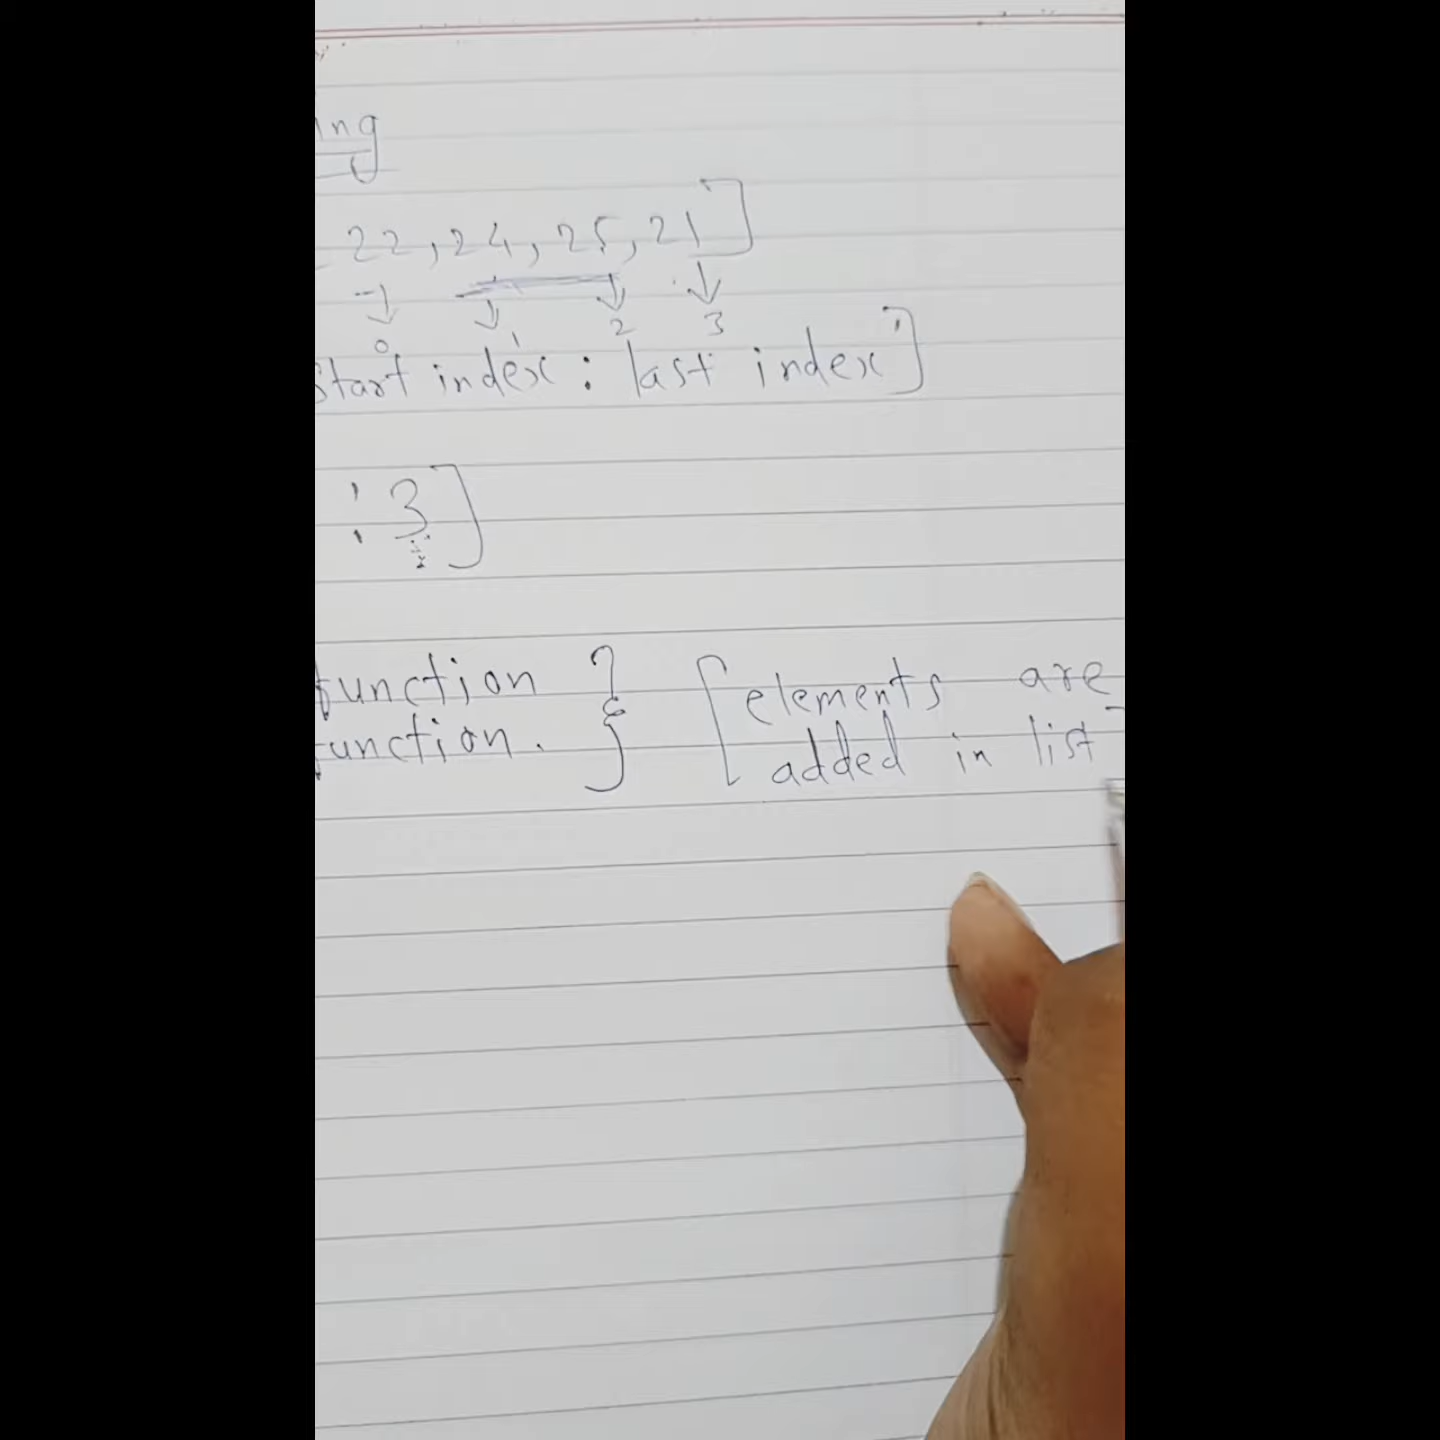 ing
22, 24, 25, 21]
0 1 2 3
start index : last index]
: 3]
function } [elements are
function. } added in list]